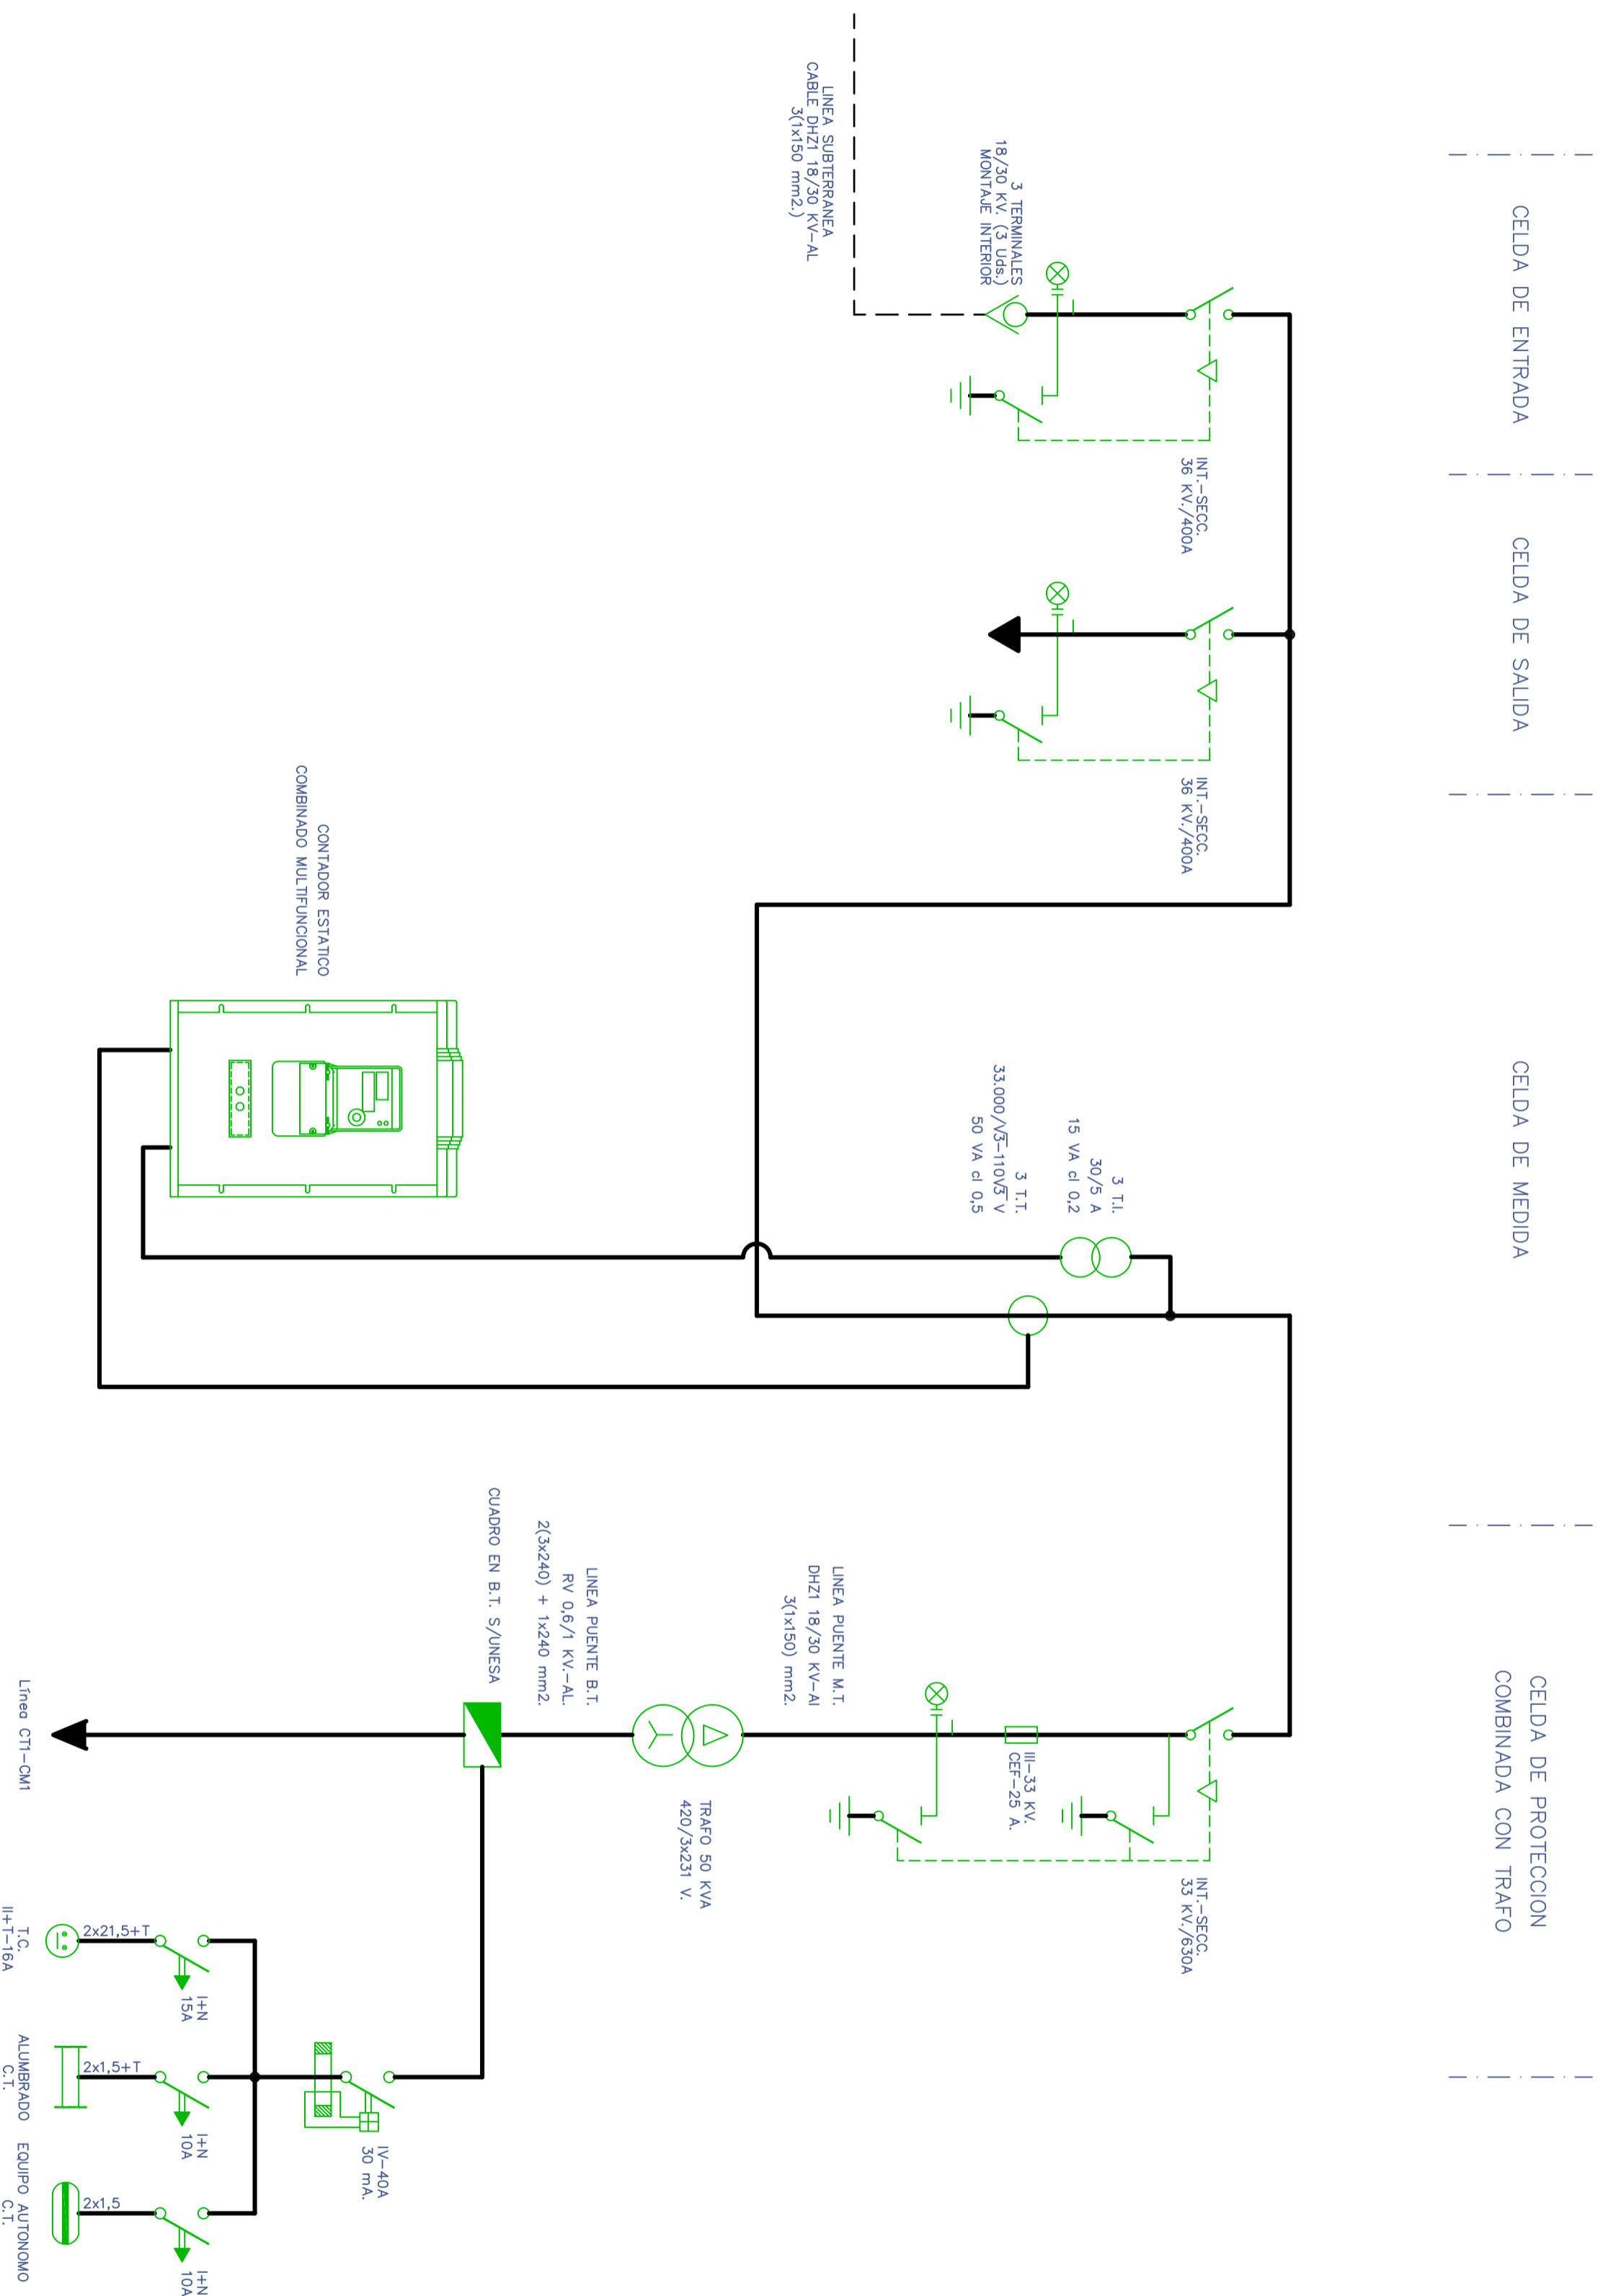 CELDA DE ENTRADA
CELDA DE SALIDA
CELDA DE MEDIDA
CELDA DE PROTECCION
COMBINADA CON TRAFO
INT.-SECC.
36 KV./400A
INT.-SECC.
36 KV./400A
INT.-SECC.
33 KV./630A
3 TERMINALES
18/30 KV. (3 Uds.)
MONTAJE INTERIOR
LINEA SUBTERRANEA
CABLE DHZ1 18/30 KV-AL
3(1x150 mm2.)
3 T.I.
30/5 A
15 VA cl 0,2
3 T.T.
33.000/√3-110√3 V
50 VA cl 0,5
III-33 KV.
CEF-25 A.
LINEA PUENTE M.T.
DHZ1 18/30 KV-Al
3(1x150) mm2.
TRAFO 50 KVA
420/3x231 V.
LINEA PUENTE B.T.
RV 0,6/1 KV.-AL.
2(3x240) + 1x240 mm2.
CUADRO EN B.T. S/UNESA
CONTADOR ESTATICO
COMBINADO MULTIFUNCIONAL
IV-40A
30 mA.
I+N
15A
I+N
10A
I+N
10A
2x21,5+T
2x1,5+T
2x1,5
Línea CT1-CM1
T.C.
II+T-16A
ALUMBRADO
C.T.
EQUIPO AUTONOMO
C.T.